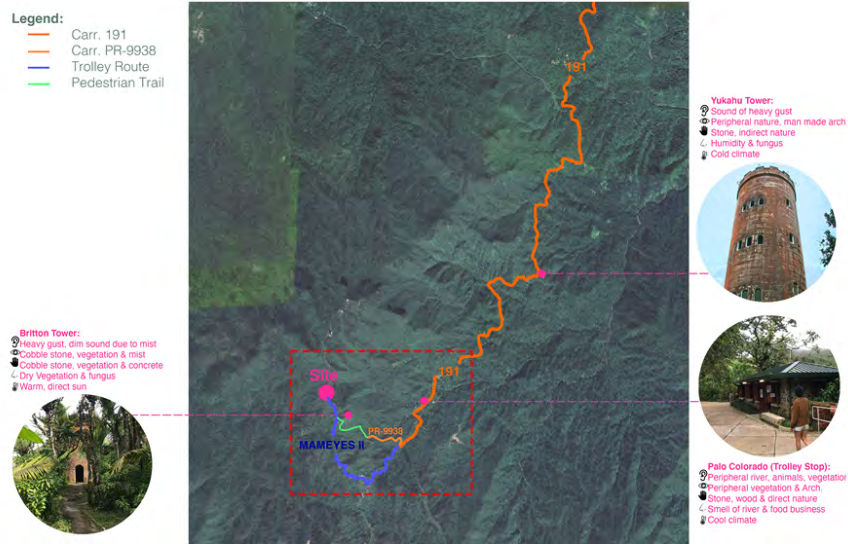 Legend:
Carr. 191
Carr. PR-9938
Trolley Route
Pedestrian Trail
191
Yukahu Tower:
Sound of heavy gust
Peripheral nature, man made arch
Stone, indirect nature
Humidity & fungus
Cold climate
Britton Tower:
Heavy gust, dim sound due to mist
Cobble stone, vegetation & mist
Cobble stone, vegetation & concrete
Dry Vegetation & fungus
Warm, direct sun
191
Site
PR-9938
MAMEYES II
Palo Colorado (Trolley Stop):
Peripheral river, animals, vegetation
Peripheral vegetation & Arch.
Stone, wood & direct nature
Smell of river & food business
Cool climate